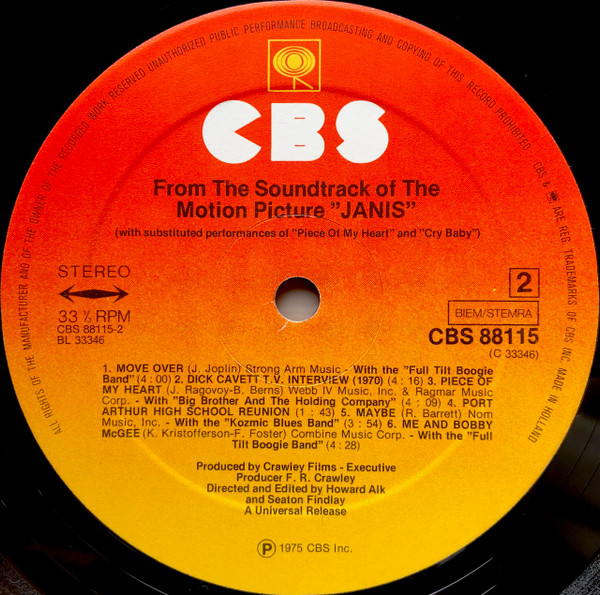 ALL RIGHTS OF THE MANUFACTURER AND OF THE OWNER OF THE RECORDED WORK RESERVED UNAUTHORIZED PUBLIC PERFORMANCE BROADCASTING AND COPYING OF THIS RECORD PROHIBITED. CBS & ARE REG. TRADEMARKS OF CBS INC. MADE IN HOLLAND
CBS
From The Soundtrack of The
Motion Picture "JANIS"
(with substituted performances of "Piece Of My Heart" and "Cry Baby")
STEREO
33 ⅓ RPM
CBS 88115-2
BL 33346
2
BIEM/STEMRA
CBS 88115
(C 33346)
1. MOVE OVER (J. Joplin) Strong Arm Music - With the "Full Tilt Boogie
Band" (4 : 00) 2. DICK CAVETT T.V. INTERVIEW (1970) (4 : 16) 3. PIECE OF
MY HEART (J. Ragovoy-B. Berns) Webb IV Music, Inc. & Ragmar Music
Corp. - With "Big Brother And The Holding Company" (4 : 09) 4. PORT
ARTHUR HIGH SCHOOL REUNION (1 : 43) 5. MAYBE (R. Barrett) Nom
Music, Inc. - With the "Kozmic Blues Band" (3 : 54) 6. ME AND BOBBY
McGEE (K. Kristofferson-F. Foster) Combine Music Corp. - With the "Full
Tilt Boogie Band" (4 : 28)
Produced by Crawley Films - Executive
Producer F. R. Crawley
Directed and Edited by Howard Alk
and Seaton Findlay
A Universal Release
℗ 1975 CBS Inc.